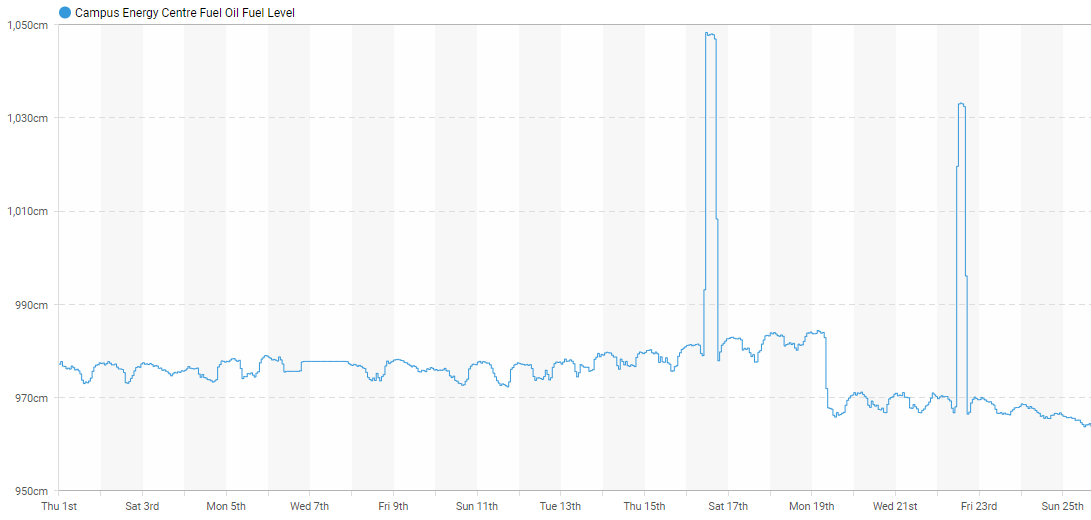 Campus Energy Centre Fuel Oil Fuel Level
1,050cm
1,030cm
1,010cm
990cm
970cm
950cm
Thu 1st Sat 3rd Mon 5th Wed 7th Fri 9th Sun 11th Tue 13th Thu 15th Sat 17th Mon 19th Wed 21st Fri 23rd Sun 25th